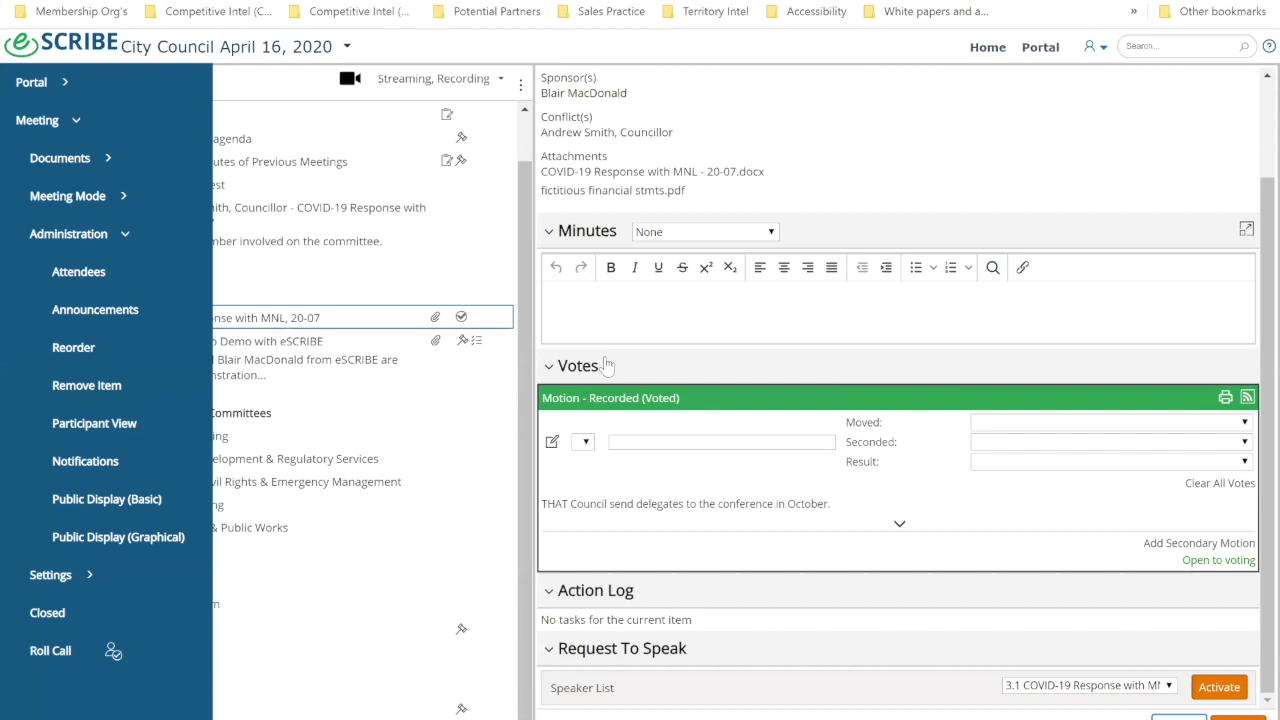 Membership Org's
Competitive Intel (C...
Competitive Intel (...
Potential Partners
Sales Practice
Territory Intel
Accessibility
White papers and a...
»
Other bookmarks
eSCRIBE City Council April 16, 2020
Home
Portal
Search...
Portal
Meeting
Documents
Meeting Mode
Administration
Attendees
Announcements
Reorder
Remove Item
Participant View
Notifications
Public Display (Basic)
Public Display (Graphical)
Settings
Closed
Roll Call
Streaming, Recording
agenda
utes of Previous Meetings
est
ith, Councillor - COVID-19 Response with
nber involved on the committee.
nse with MNL, 20-07
o Demo with eSCRIBE
l Blair MacDonald from eSCRIBE are
nstration...
Committees
ing
elopment & Regulatory Services
vil Rights & Emergency Management
ng
& Public Works
m
Sponsor(s)
Blair MacDonald
Conflict(s)
Andrew Smith, Councillor
Attachments
COVID-19 Response with MNL - 20-07.docx
fictitious financial stmts.pdf
Minutes
None
Votes
Motion - Recorded (Voted)
Moved:
Seconded:
Result:
Clear All Votes
THAT Council send delegates to the conference in October.
Add Secondary Motion
Open to voting
Action Log
No tasks for the current item
Request To Speak
Speaker List
3.1 COVID-19 Response with MN
Activate